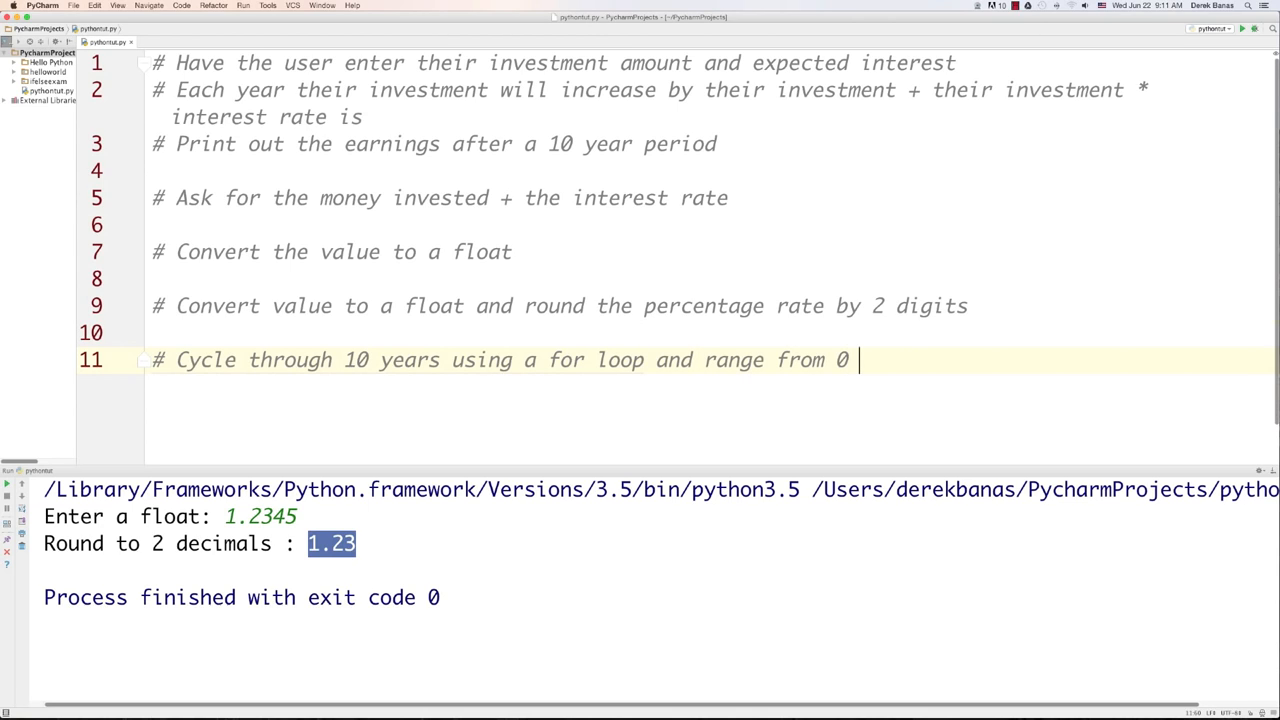 PyCharm File Edit View Navigate Code Refactor Run Tools VCS Window Help 10 Wed Jun 22 9:11 AM Derek Banas
pythontut.py - PycharmProjects - [~/PycharmProjects]
PycharmProjects pythontut.py pythontut
pythontut.py
PycharmProject
Hello Python
helloworld
ifelseexam
pythontut.py
External Librarie
1 # Have the user enter their investment amount and expected interest
2 # Each year their investment will increase by their investment + their investment *
interest rate is
3 # Print out the earnings after a 10 year period
4
5 # Ask for the money invested + the interest rate
6
7 # Convert the value to a float
8
9 # Convert value to a float and round the percentage rate by 2 digits
10
11 # Cycle through 10 years using a for loop and range from 0
Run pythontut
/Library/Frameworks/Python.framework/Versions/3.5/bin/python3.5 /Users/derekbanas/PycharmProjects/pytho
Enter a float: 1.2345
Round to 2 decimals : 1.23
Process finished with exit code 0
11:60 LF UTF-8